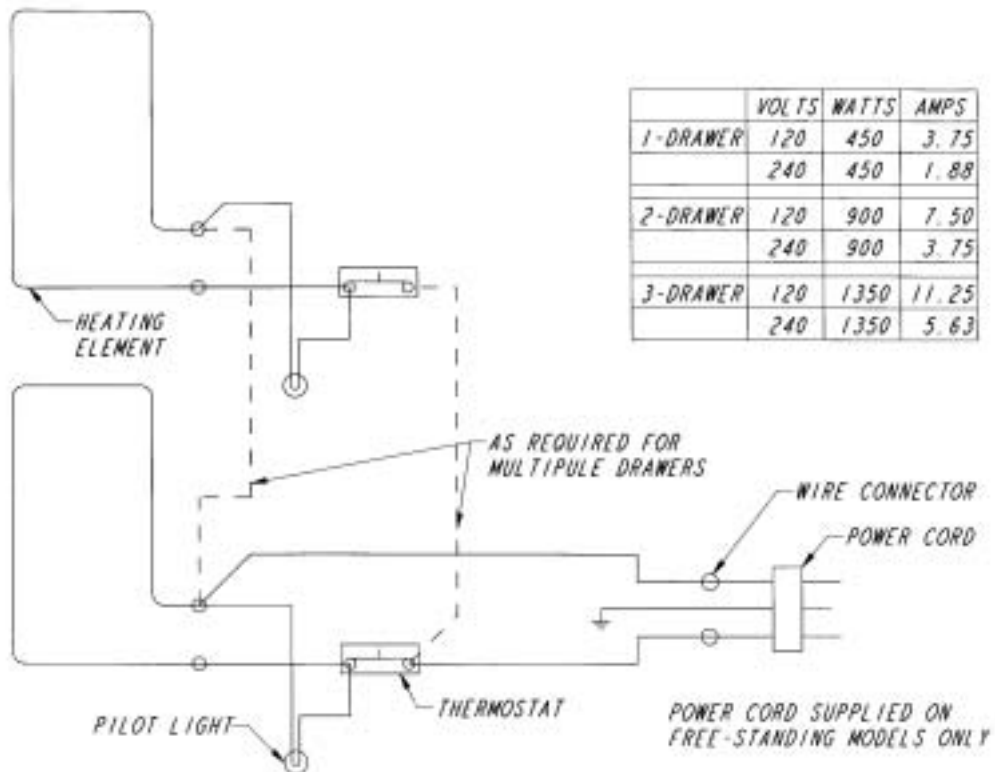 VOLTS WATTS AMPS
1-DRAWER 120 450 3.75
240 450 1.88
2-DRAWER 120 900 7.50
240 900 3.75
3-DRAWER 120 1350 11.25
240 1350 5.63
HEATING
ELEMENT
AS REQUIRED FOR
MULTIPULE DRAWERS
WIRE CONNECTOR
POWER CORD
THERMOSTAT
PILOT LIGHT
POWER CORD SUPPLIED ON
FREE-STANDING MODELS ONLY